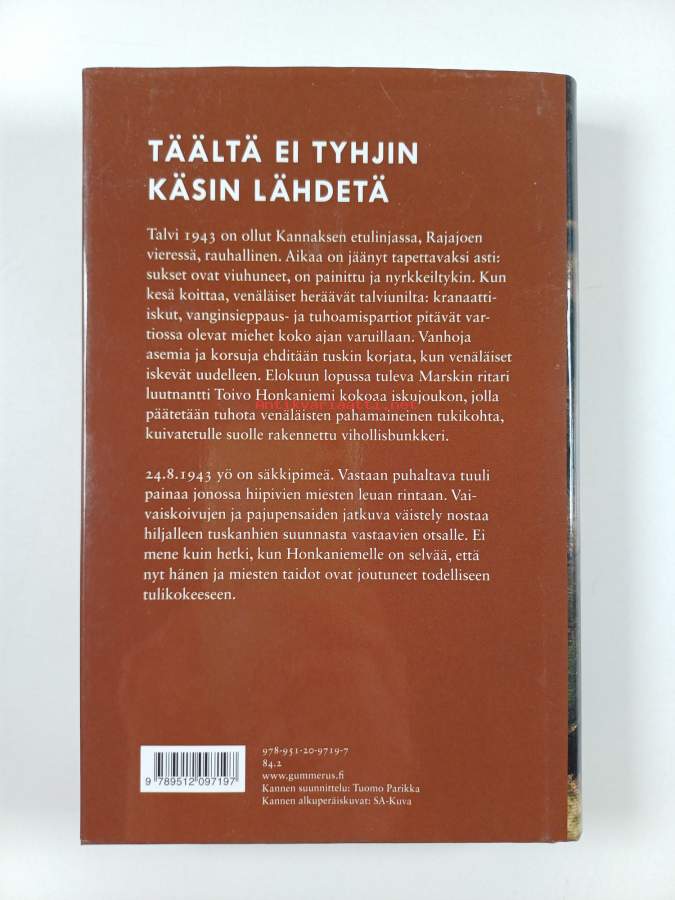 TÄÄLTÄ EI TYHJIN
KÄSIN LÄHDETÄ
Talvi 1943 on ollut Kannaksen etulinjassa, Rajajoen
vieressä, rauhallinen. Aikaa on jäänyt tapettavaksi asti:
sukset ovat viuhuneet, on painittu ja nyrkkeiltykin. Kun
kesä koittaa, venäläiset heräävät talviunilta: kranaatti-
iskut, vanginsieppaus- ja tuhoamispartiot pitävät var-
tiossa olevat miehet koko ajan varuillaan. Vanhoja
asemia ja korsuja ehditään tuskin korjata, kun venäläiset
iskevät uudelleen. Elokuun lopussa tuleva Marskin ritari
luutnantti Toivo Honkaniemi kokoaa iskujoukon, jolla
Antikvariaatti.net
päätetään tuhota venäläisten pahamaineinen tukikohta,
kuivatetulle suolle rakennettu vihollisbunkkeri.
24.8.1943 yö on säkkipimeä. Vastaan puhaltava tuuli
painaa jonossa hiipivien miesten leuan rintaan. Vai-
vaiskoivujen ja pajupensaiden jatkuva väistely nostaa
hiljalleen tuskanhien suunnasta vastaavien otsalle. Ei
mene kuin hetki, kun Honkaniemelle on selvää, että
nyt hänen ja miesten taidot ovat joutuneet todelliseen
tulikokeeseen.
978-951-20-9719-7
84.2
www.gummerus.fi
Kannen suunnittelu: Tuomo Parikka
Kannen alkuperäiskuvat: SA-Kuva
9 789512 097197